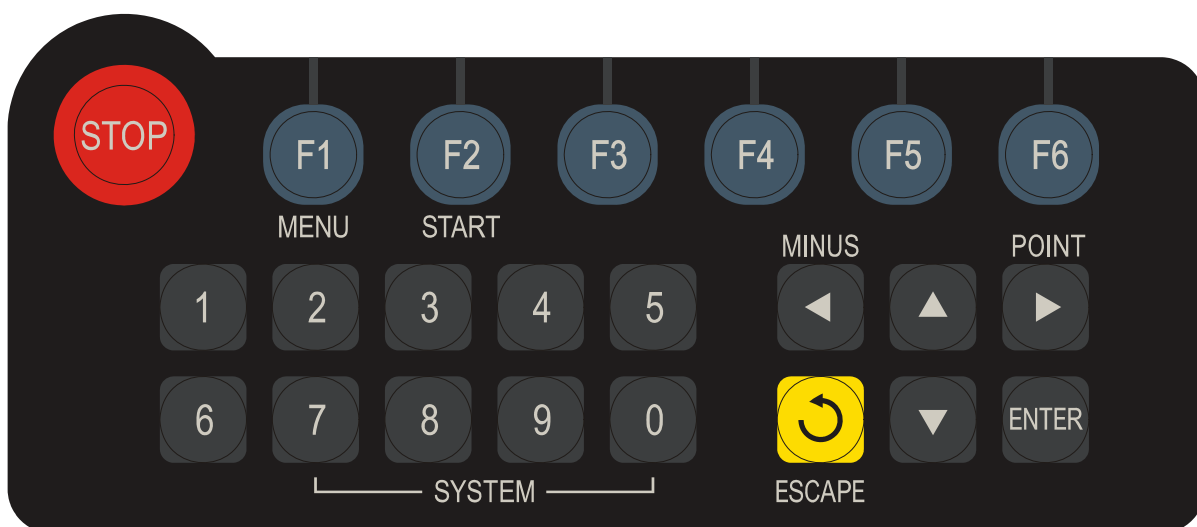 STOP F1 F2 F3 F4 F5 F6
MENU START
MINUS POINT
1 2 3 4 5
6 7 8 9 0 ENTER
SYSTEM ESCAPE